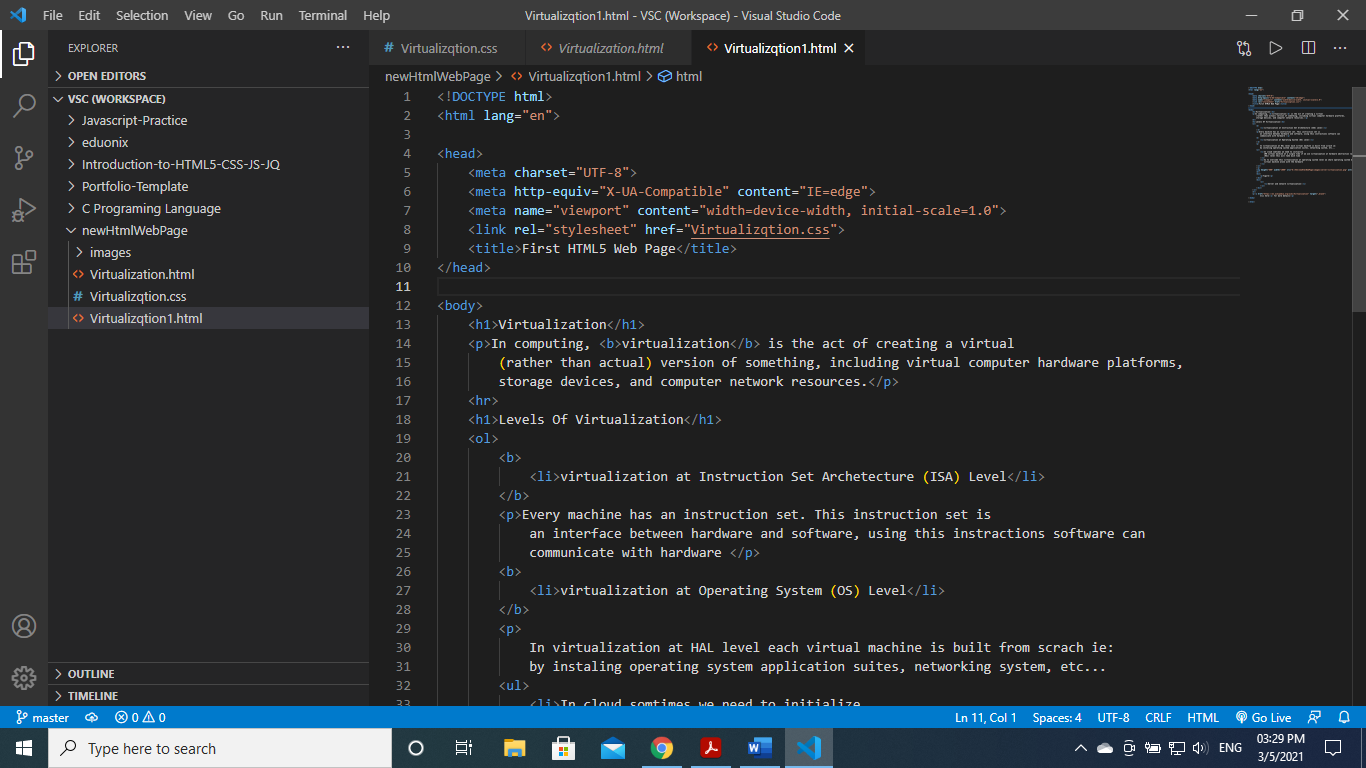 File Edit Selection View Go Run Terminal Help Virtualizqtion1.html - VSC (Workspace) - Visual Studio Code
EXPLORER
OPEN EDITORS
VSC (WORKSPACE)
Javascript-Practice
eduonix
Introduction-to-HTML5-CSS-JS-JQ
Portfolio-Template
C Programing Language
newHtmlWebPage
images
Virtualization.html
Virtualizqtion.css
Virtualizqtion1.html
OUTLINE
TIMELINE
Virtualizqtion.css Virtualization.html Virtualizqtion1.html
newHtmlWebPage > Virtualizqtion1.html > html
1 <!DOCTYPE html>
2 <html lang="en">
3
4 <head>
5 <meta charset="UTF-8">
6 <meta http-equiv="X-UA-Compatible" content="IE=edge">
7 <meta name="viewport" content="width=device-width, initial-scale=1.0">
8 <link rel="stylesheet" href="Virtualizqtion.css">
9 <title>First HTML5 Web Page</title>
10 </head>
11
12 <body>
13 <h1>Virtualization</h1>
14 <p>In computing, <b>virtualization</b> is the act of creating a virtual
15 (rather than actual) version of something, including virtual computer hardware platforms,
16 storage devices, and computer network resources.</p>
17 <hr>
18 <h1>Levels Of Virtualization</h1>
19 <ol>
20 <b>
21 <li>virtualization at Instruction Set Archetecture (ISA) Level</li>
22 </b>
23 <p>Every machine has an instruction set. This instruction set is
24 an interface between hardware and software, using this instractions software can
25 communicate with hardware </p>
26 <b>
27 <li>virtualization at Operating System (OS) Level</li>
28 </b>
29 <p>
30 In virtualization at HAL level each virtual machine is built from scrach ie:
31 by instaling operating system application suites, networking system, etc...
32 <ul>
33 <li>In cloud somtimes we need to initialize
master 0 0 Ln 11, Col 1 Spaces: 4 UTF-8 CRLF HTML Go Live
Type here to search
ENG
03:29 PM
3/5/2021